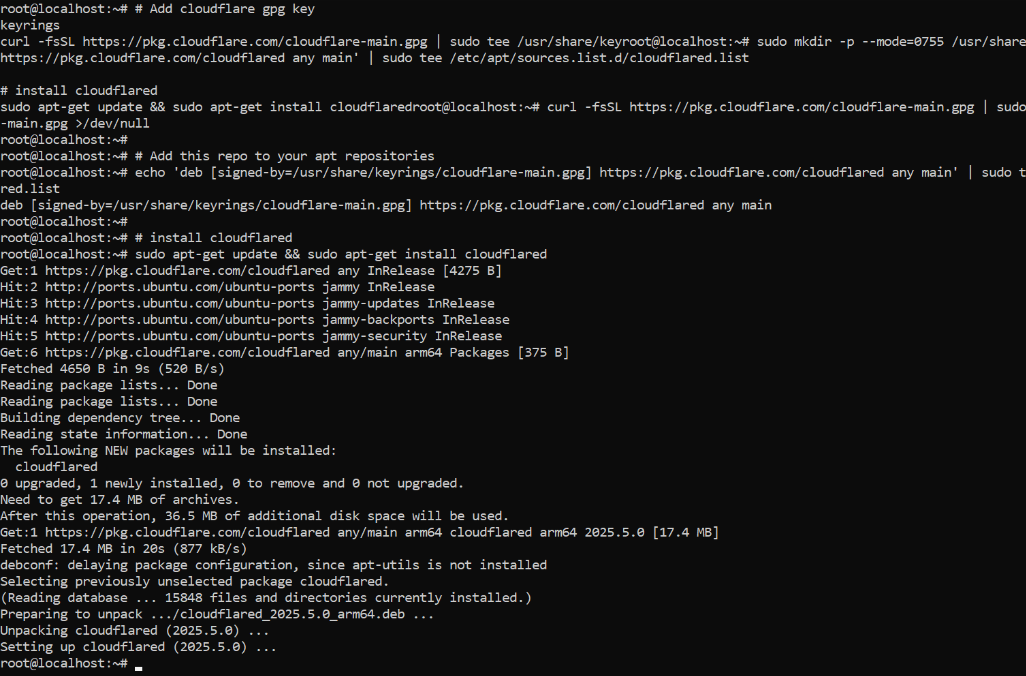 root@localhost:~# # Add cloudflare gpg key
keyrings
curl -fsSL https://pkg.cloudflare.com/cloudflare-main.gpg | sudo tee /usr/share/keyroot@localhost:~# sudo mkdir -p --mode=0755 /usr/share
https://pkg.cloudflare.com/cloudflared any main' | sudo tee /etc/apt/sources.list.d/cloudflared.list

# install cloudflared
sudo apt-get update && sudo apt-get install cloudflaredroot@localhost:~# curl -fsSL https://pkg.cloudflare.com/cloudflare-main.gpg | sudo
-main.gpg >/dev/null
root@localhost:~#
root@localhost:~# # Add this repo to your apt repositories
root@localhost:~# echo 'deb [signed-by=/usr/share/keyrings/cloudflare-main.gpg] https://pkg.cloudflare.com/cloudflared any main' | sudo t
red.list
deb [signed-by=/usr/share/keyrings/cloudflare-main.gpg] https://pkg.cloudflare.com/cloudflared any main
root@localhost:~#
root@localhost:~# # install cloudflared
root@localhost:~# sudo apt-get update && sudo apt-get install cloudflared
Get:1 https://pkg.cloudflare.com/cloudflared any InRelease [4275 B]
Hit:2 http://ports.ubuntu.com/ubuntu-ports jammy InRelease
Hit:3 http://ports.ubuntu.com/ubuntu-ports jammy-updates InRelease
Hit:4 http://ports.ubuntu.com/ubuntu-ports jammy-backports InRelease
Hit:5 http://ports.ubuntu.com/ubuntu-ports jammy-security InRelease
Get:6 https://pkg.cloudflare.com/cloudflared any/main arm64 Packages [375 B]
Fetched 4650 B in 9s (520 B/s)
Reading package lists... Done
Reading package lists... Done
Building dependency tree... Done
Reading state information... Done
The following NEW packages will be installed:
  cloudflared
0 upgraded, 1 newly installed, 0 to remove and 0 not upgraded.
Need to get 17.4 MB of archives.
After this operation, 36.5 MB of additional disk space will be used.
Get:1 https://pkg.cloudflare.com/cloudflared any/main arm64 cloudflared arm64 2025.5.0 [17.4 MB]
Fetched 17.4 MB in 20s (877 kB/s)
debconf: delaying package configuration, since apt-utils is not installed
Selecting previously unselected package cloudflared.
(Reading database ... 15848 files and directories currently installed.)
Preparing to unpack .../cloudflared_2025.5.0_arm64.deb ...
Unpacking cloudflared (2025.5.0) ...
Setting up cloudflared (2025.5.0) ...
root@localhost:~#